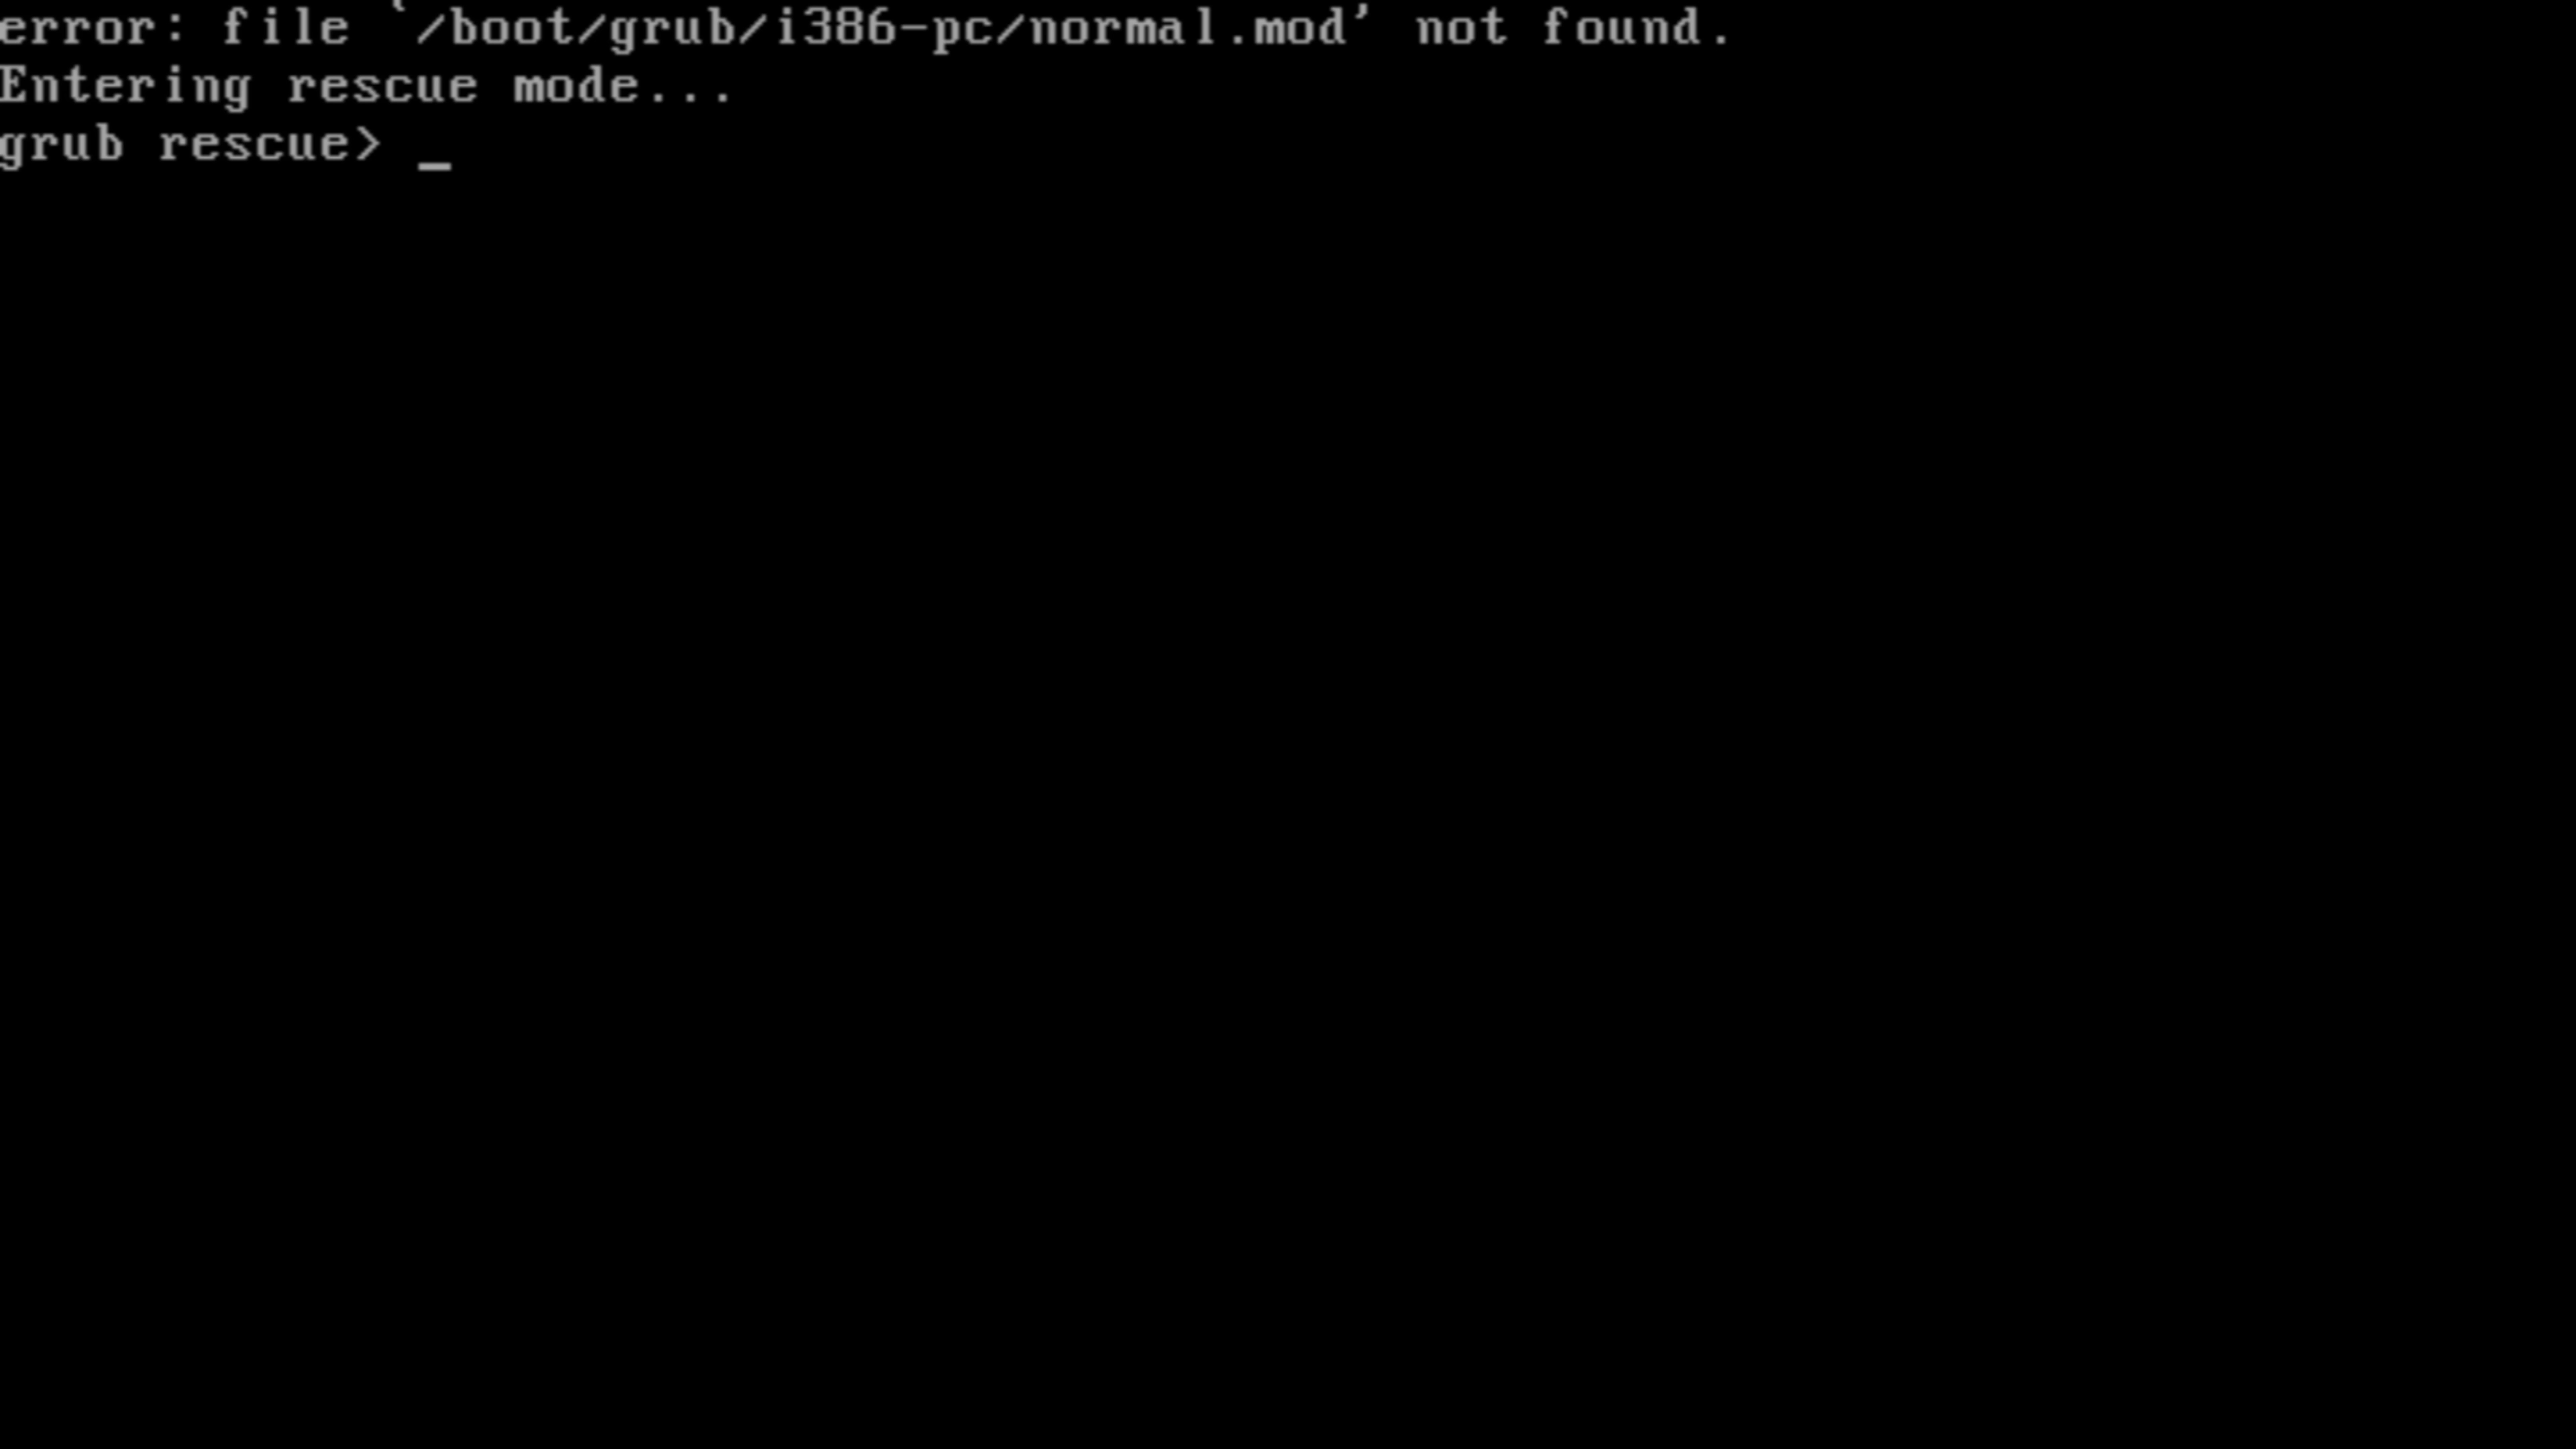 error: file `/boot/grub/i386-pc/normal.mod' not found.
Entering rescue mode...
grub rescue> _